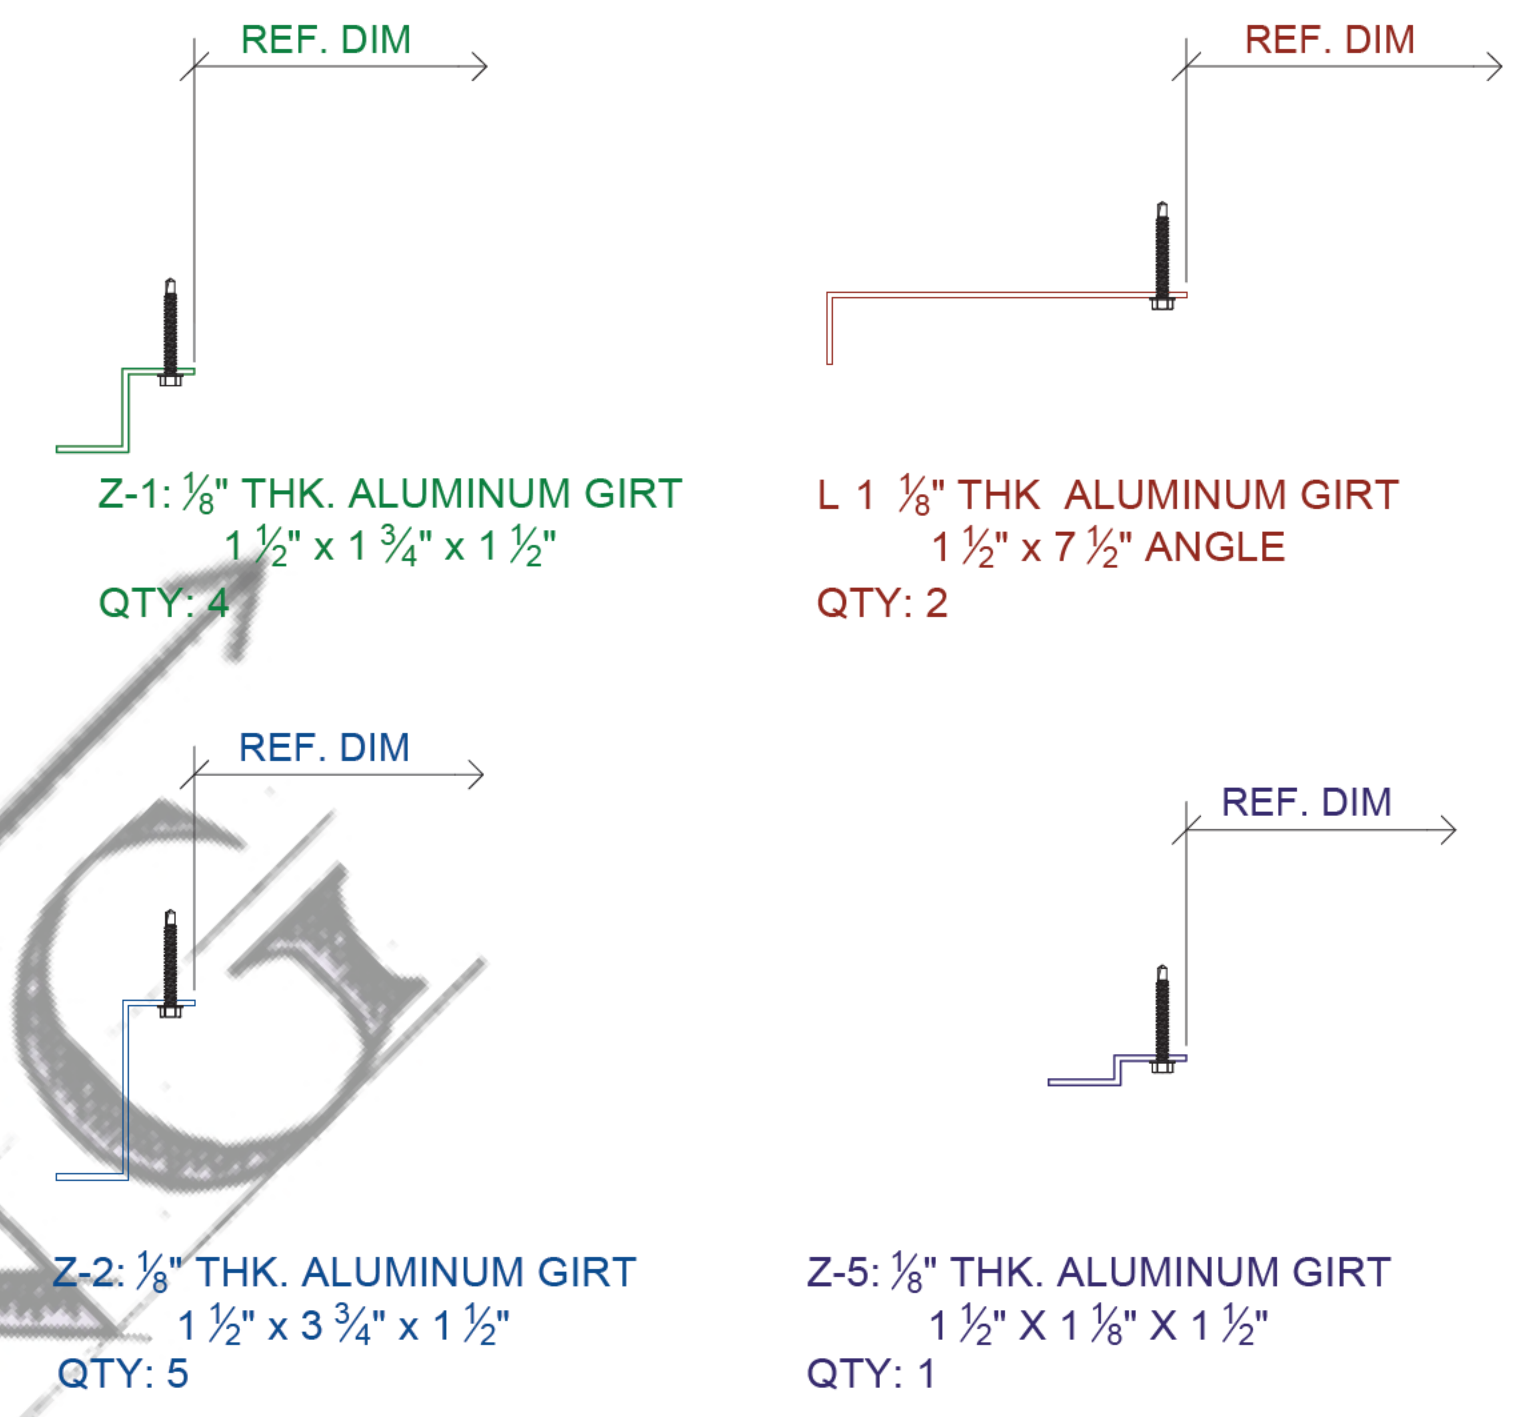 REF. DIM
Z-1: ⅛" THK. ALUMINUM GIRT
1 ½" x 1 ¾" x 1 ½"
QTY: 4
REF. DIM
L 1 ⅛" THK ALUMINUM GIRT
1 ½" x 7 ½" ANGLE
QTY: 2
REF. DIM
Z-2: ⅛" THK. ALUMINUM GIRT
1 ½" x 3 ¾" x 1 ½"
QTY: 5
REF. DIM
Z-5: ⅛" THK. ALUMINUM GIRT
1 ½" X 1 ⅛" X 1 ½"
QTY: 1
G